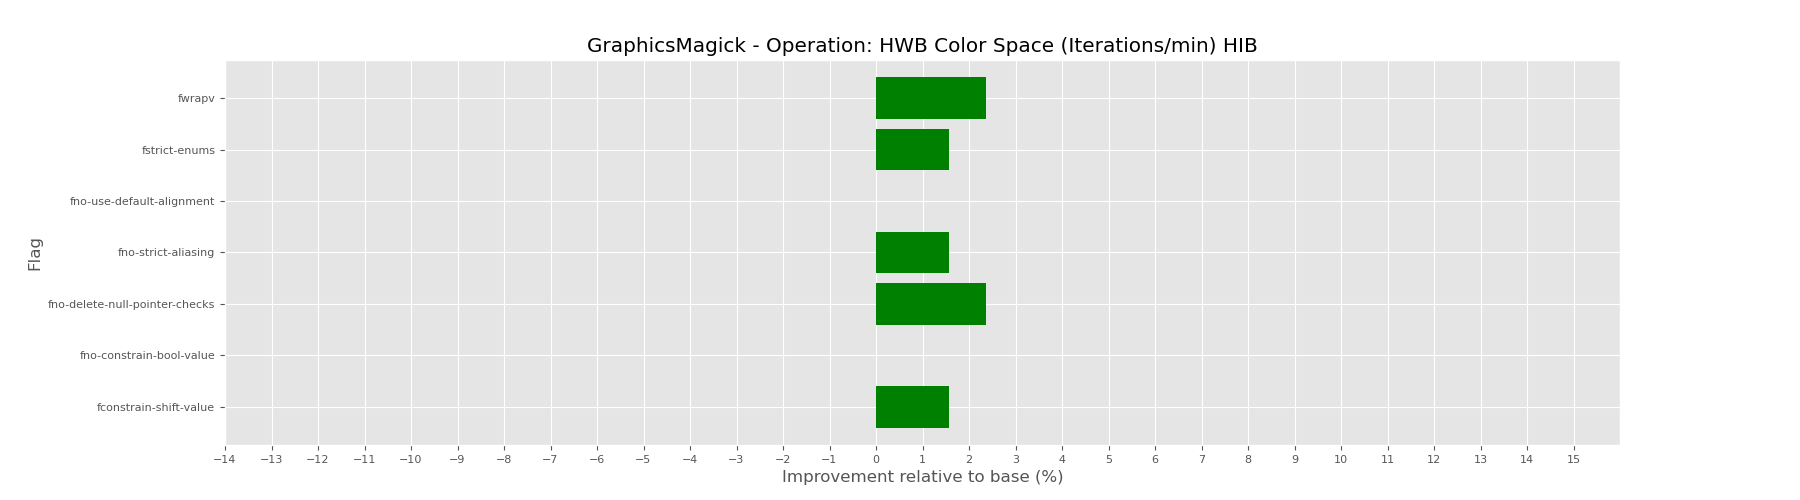 GraphicsMagick - Operation: HWB Color Space (Iterations/min) HIB
Flag
fwrapv
fstrict-enums
fno-use-default-alignment
fno-strict-aliasing
fno-delete-null-pointer-checks
fno-constrain-bool-value
fconstrain-shift-value
−14 −13 −12 −11 −10 −9 −8 −7 −6 −5 −4 −3 −2 −1 0 1 2 3 4 5 6 7 8 9 10 11 12 13 14 15
Improvement relative to base (%)